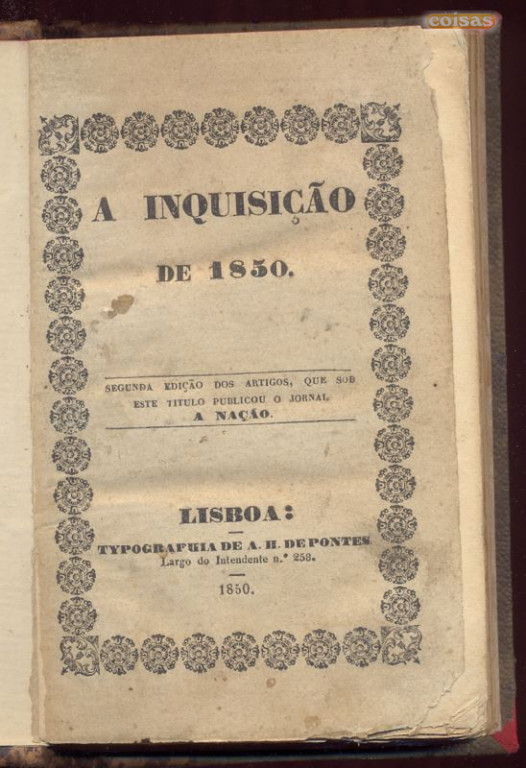 coisas
A INQUISIÇÃO
DE 1850.
SEGUNDA EDIÇÃO DOS ARTIGOS, QUE SOB
ESTE TITULO PUBLICOU O JORNAL
A NAÇÃO.
LISBOA:
TYPOGRAPHIA DE A. H. DE PONTES
Largo do Intendente n.º 258.
1850.